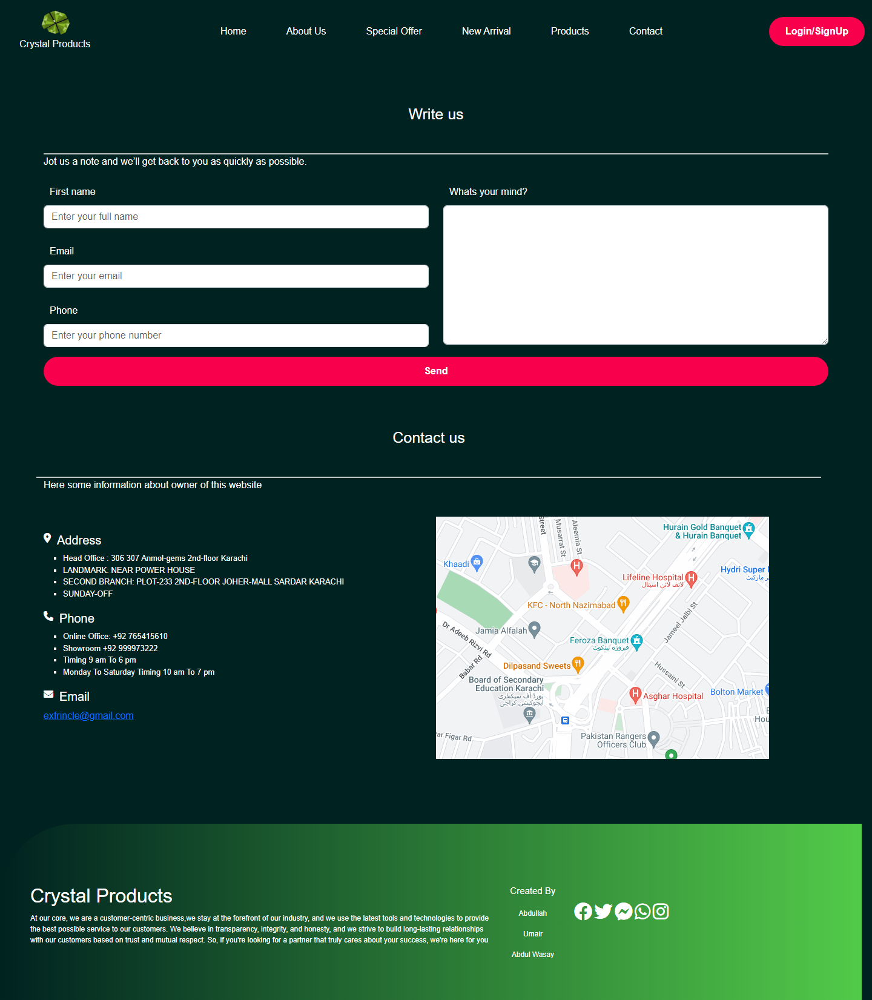 Crystal Products
Home
About Us
Special Offer
New Arrival
Products
Contact
Login/SignUp
Write us
Jot us a note and we’ll get back to you as quickly as possible.
First name
Enter your full name
Email
Enter your email
Phone
Enter your phone number
Whats your mind?
Send
Contact us
Here some information about owner of this website
Address
Head Office : 306 307 Anmol-gems 2nd-floor Karachi
LANDMARK: NEAR POWER HOUSE
SECOND BRANCH: PLOT-233 2ND-FLOOR JOHER-MALL SARDAR KARACHI
SUNDAY-OFF
Phone
Online Office: +92 765415610
Showroom +92 999973222
Timing 9 am To 6 pm
Monday To Saturday Timing 10 am To 7 pm
Email
exfrincle@gmail.com
Street
Musarrat St
Aleemia St
Hurain Gold Banquet
& Hurain Banquet
Khaadi
Hydri Super
Lifeline Hospital
لائف لائن اسپتال
KFC - North Nazimabad
Jameel Jalbi St
Jamia Alfalah
Dr Adeeb Rizvi Rd
Feroza Banquet
فیروزہ بینکوٹ
Babar Rd
Dilpasand Sweets
Hussaini St
Board of Secondary
Education Karachi
بورڈ آف سیکنڈری
ایجوکیشن کراچی
Asghar Hospital
Bolton Market
Hou
ar Figar Rd
Pakistan Rangers
Officers Club
Crystal Products
At our core, we are a customer-centric business,we stay at the forefront of our industry, and we use the latest tools and technologies to provide
the best possible service to our customers. We believe in transparency, integrity, and honesty, and we strive to build long-lasting relationships
with our customers based on trust and mutual respect. So, if you're looking for a partner that truly cares about your success, we're here for you
Created By
Abdullah
Umair
Abdul Wasay